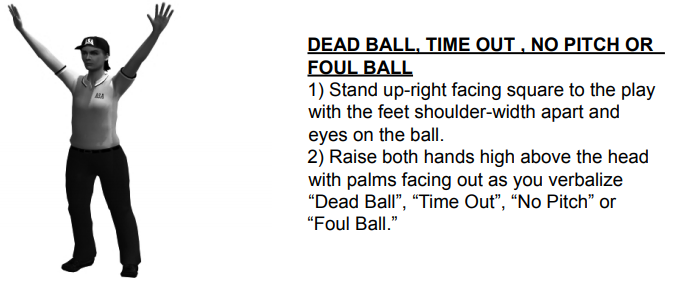 ASA
ASA
DEAD BALL, TIME OUT , NO PITCH OR
FOUL BALL
1) Stand up-right facing square to the play
with the feet shoulder-width apart and
eyes on the ball.
2) Raise both hands high above the head
with palms facing out as you verbalize
“Dead Ball”, “Time Out”, “No Pitch” or
“Foul Ball.”